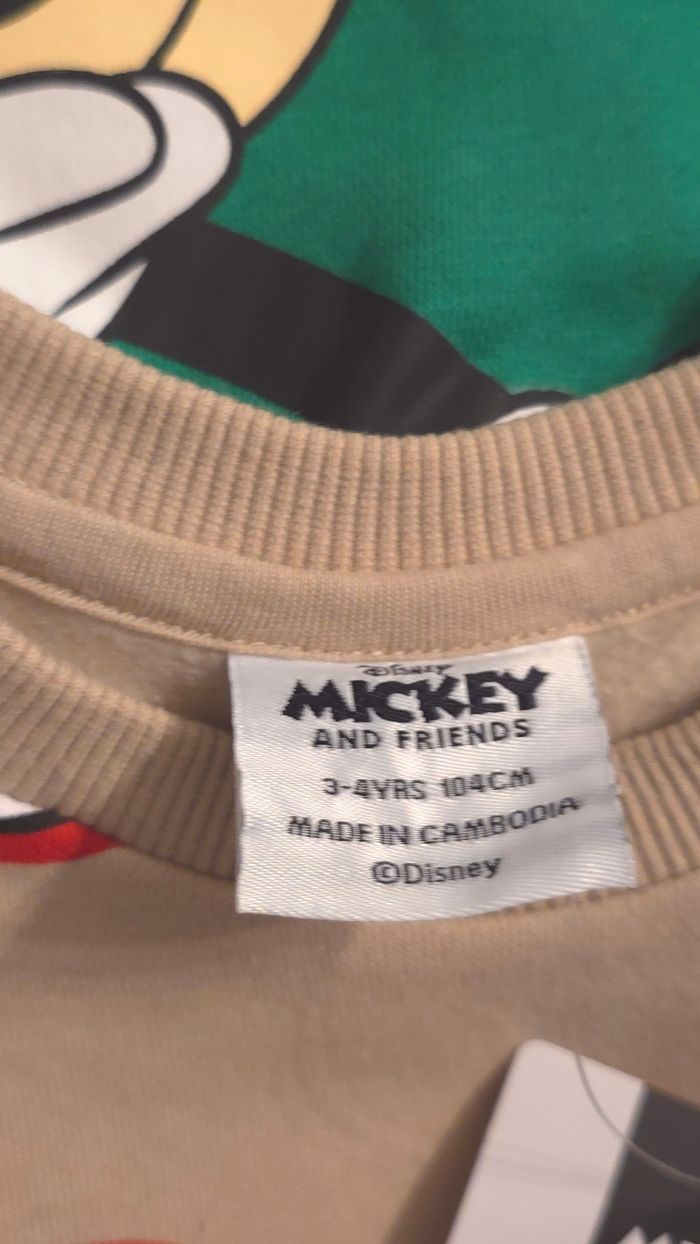 Disney
MICKEY
AND FRIENDS
3-4YRS 104CM
MADE IN CAMBODIA
©Disney